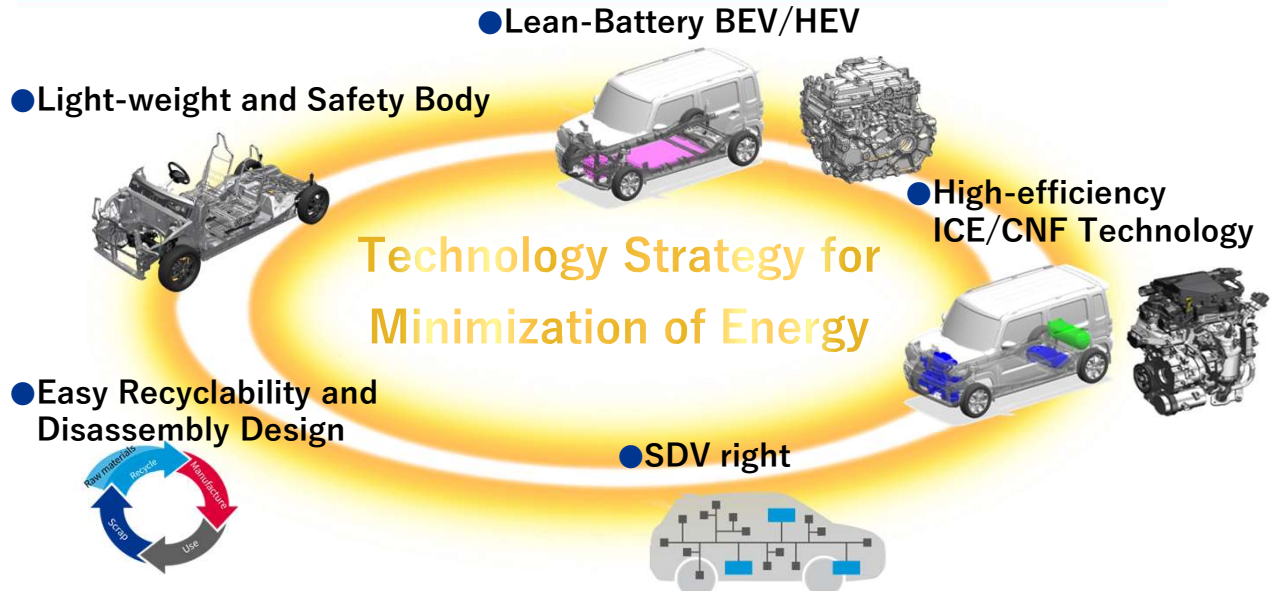 ●Lean-Battery BEV/HEV
●Light-weight and Safety Body
●High-efficiency
ICE/CNF Technology
Technology Strategy for
Minimization of Energy
●Easy Recyclability and
Disassembly Design
Raw materials
Recycle
Manufacture
Use
Scrap
●SDV right